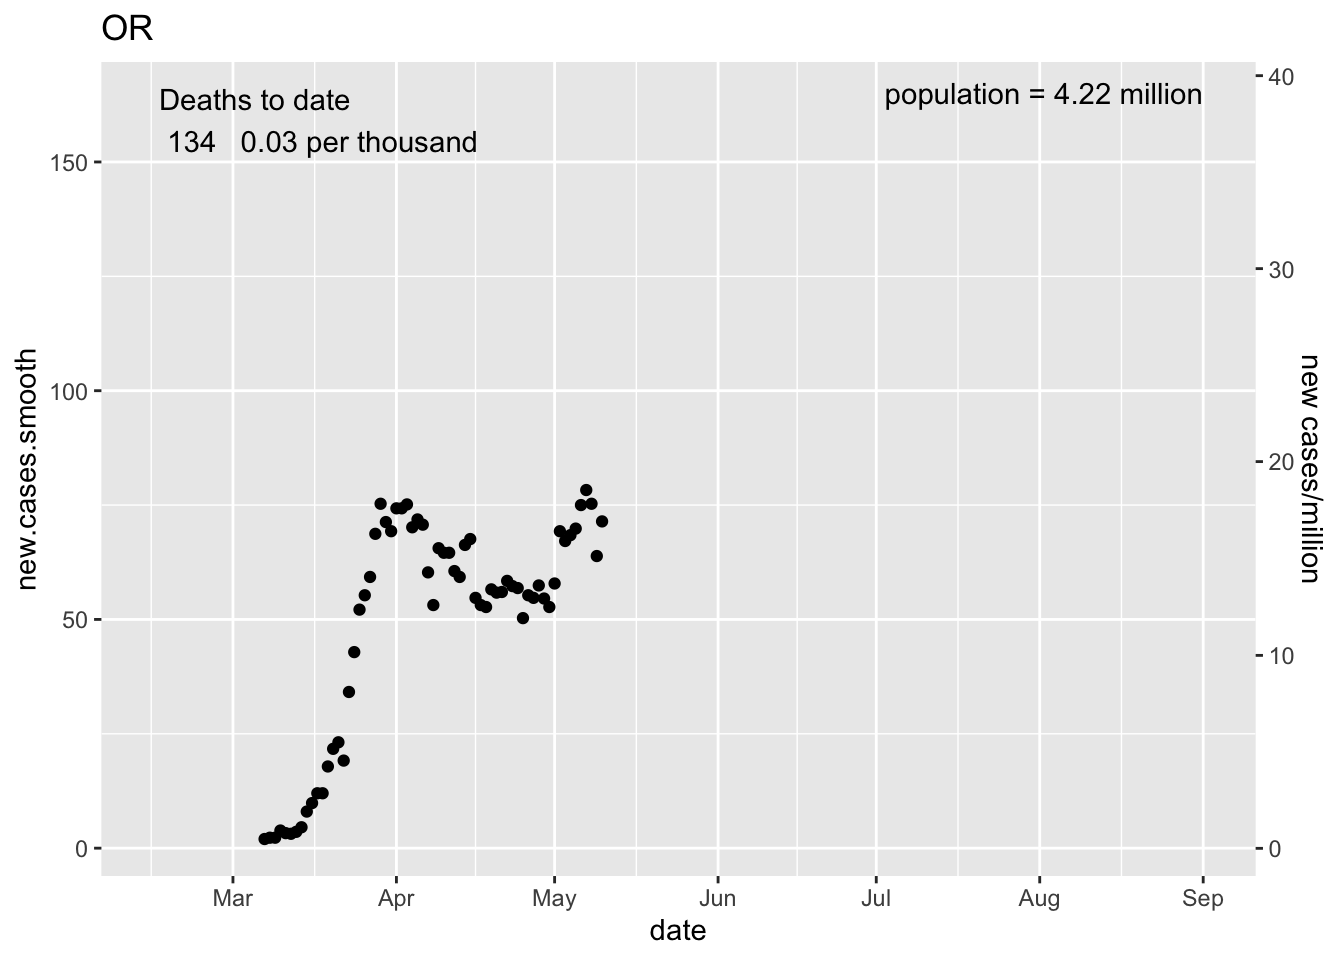 OR
Deaths to date
134 0.03 per thousand
population = 4.22 million
new.cases.smooth
150
100
50
0
40
30
20
10
0
new cases/million
Mar Apr May Jun Jul Aug Sep
date